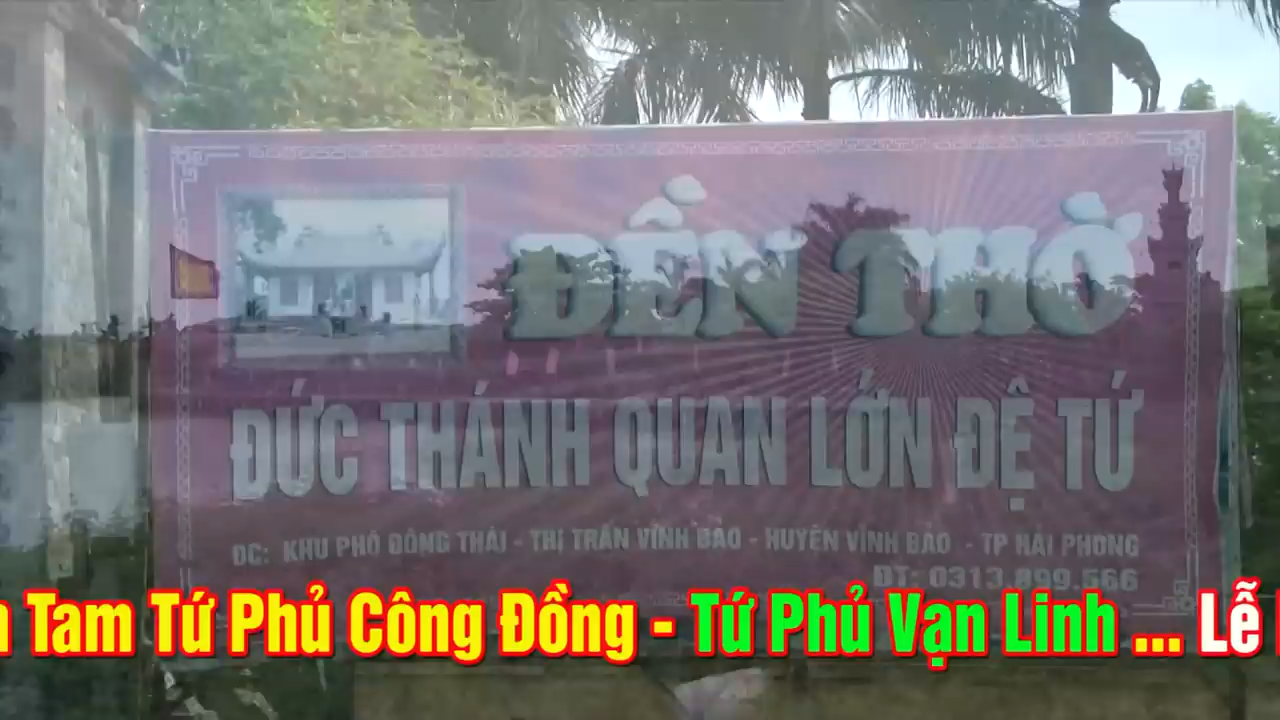 ĐỀN THỜ
ĐỨC THÁNH QUAN LỚN ĐỆ TỨ
ĐC: KHU PHỐ ĐÔNG THÁI - THỊ TRẤN VĨNH BẢO - HUYỆN VĨNH BẢO - TP HẢI PHÒNG
ĐT: 0313.899.566
Tam Tứ Phủ Công Đồng - Tứ Phủ Vạn Linh ... Lễ